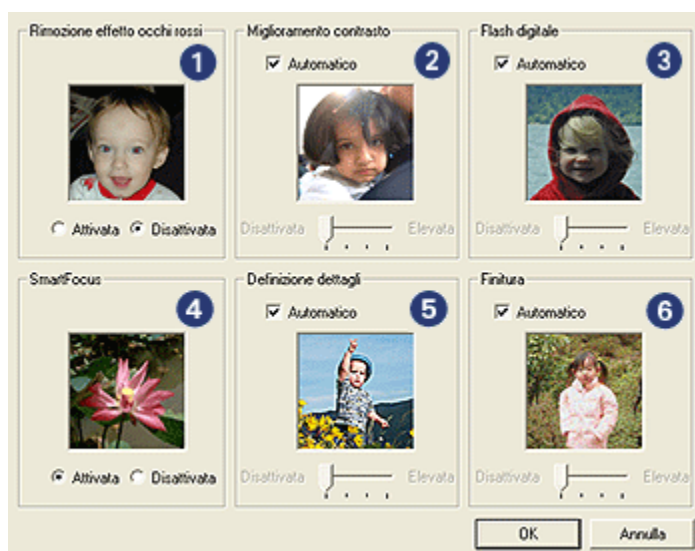 Rimozione effetto occhi rossi
1
Attivata Disattivata
Miglioramento contrasto
Automatico
2
Disattivata Elevata
Flash digitale
Automatico
3
Disattivata Elevata
SmartFocus
4
Attivata Disattivata
Definizione dettagli
Automatico
5
Disattivata Elevata
Finitura
Automatico
6
Disattivata Elevata
OK Annulla